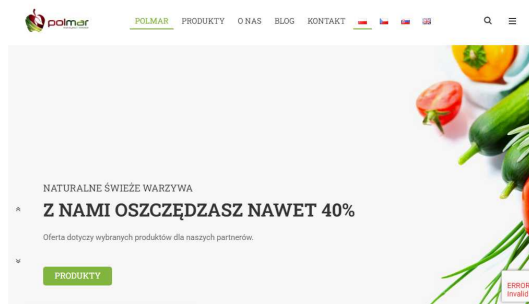 polmar
POLMAR PRODUKTY O NAS BLOG KONTAKT
NATURALNE ŚWIEŻE WARZYWA
Z NAMI OSZCZĘDZASZ NAWET 40%
Oferta dotyczy wybranych produktów dla naszych partnerów.
PRODUKTY
ERROR
Invalid